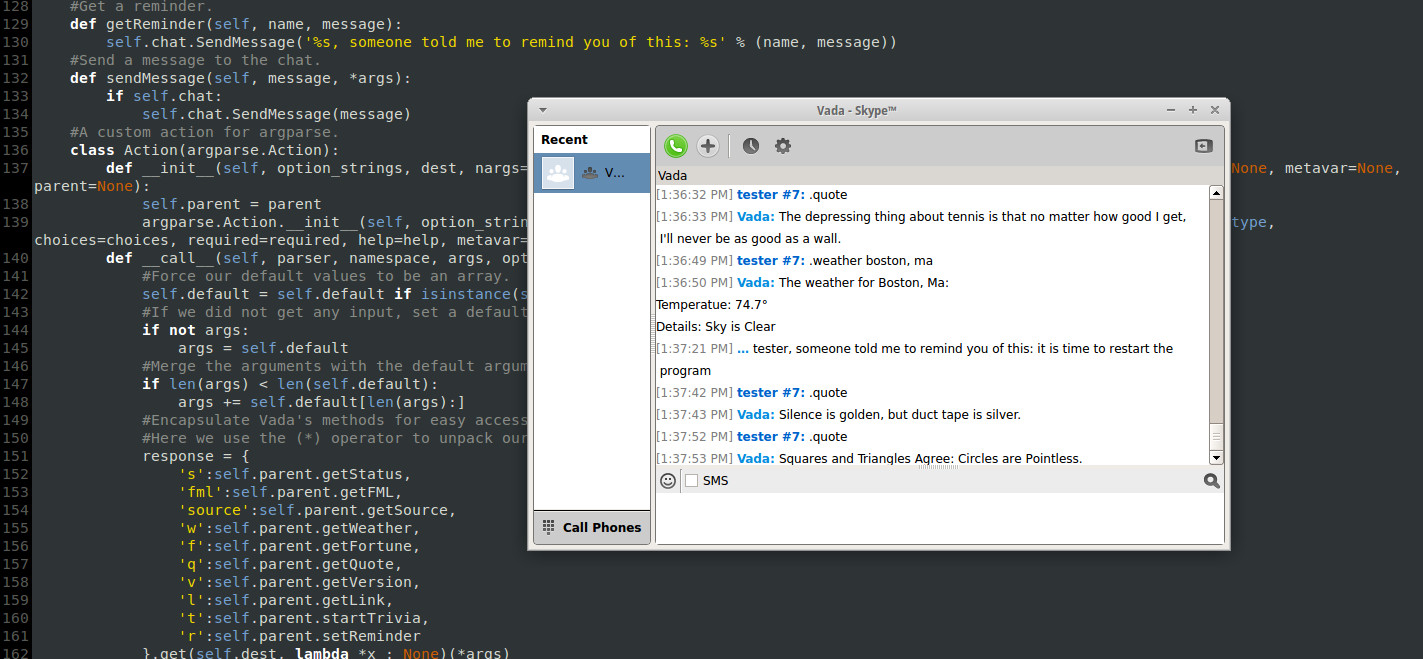 128 #Get a reminder.
129 def getReminder(self, name, message):
130 self.chat.SendMessage('%s, someone told me to remind you of this: %s' % (name, message))
131 #Send a message to the chat.
132 def sendMessage(self, message, *args):
133 if self.chat:
134 self.chat.SendMessage(message)
135 #A custom action for argparse.
136 class Action(argparse.Action):
137 def __init__(self, option_strings, dest, nargs= None, metavar=None,
parent=None):
138 self.parent = parent
139 argparse.Action.__init__(self, option_strin type,
choices=choices, required=required, help=help, metavar=
140 def __call__(self, parser, namespace, args, opt
141 #Force our default values to be an array.
142 self.default = self.default if isinstance(s
143 #If we did not get any input, set a default
144 if not args:
145 args = self.default
146 #Merge the arguments with the default argum
147 if len(args) < len(self.default):
148 args += self.default[len(args):]
149 #Encapsulate Vada's methods for easy access
150 #Here we use the (*) operator to unpack our
151 response = {
152 's':self.parent.getStatus,
153 'fml':self.parent.getFML,
154 'source':self.parent.getSource,
155 'w':self.parent.getWeather,
156 'f':self.parent.getFortune,
157 'q':self.parent.getQuote,
158 'v':self.parent.getVersion,
159 'l':self.parent.getLink,
160 't':self.parent.startTrivia,
161 'r':self.parent.setReminder
162 }.get(self.dest, lambda *x : None)(*args)
Vada - Skype™
Recent
V...
Call Phones
Vada
[1:36:32 PM] tester #7: .quote
[1:36:33 PM] Vada: The depressing thing about tennis is that no matter how good I get,
I'll never be as good as a wall.
[1:36:49 PM] tester #7: .weather boston, ma
[1:36:50 PM] Vada: The weather for Boston, Ma:
Temperatue: 74.7°
Details: Sky is Clear
[1:37:21 PM] ... tester, someone told me to remind you of this: it is time to restart the
program
[1:37:42 PM] tester #7: .quote
[1:37:43 PM] Vada: Silence is golden, but duct tape is silver.
[1:37:52 PM] tester #7: .quote
[1:37:53 PM] Vada: Squares and Triangles Agree: Circles are Pointless.
SMS